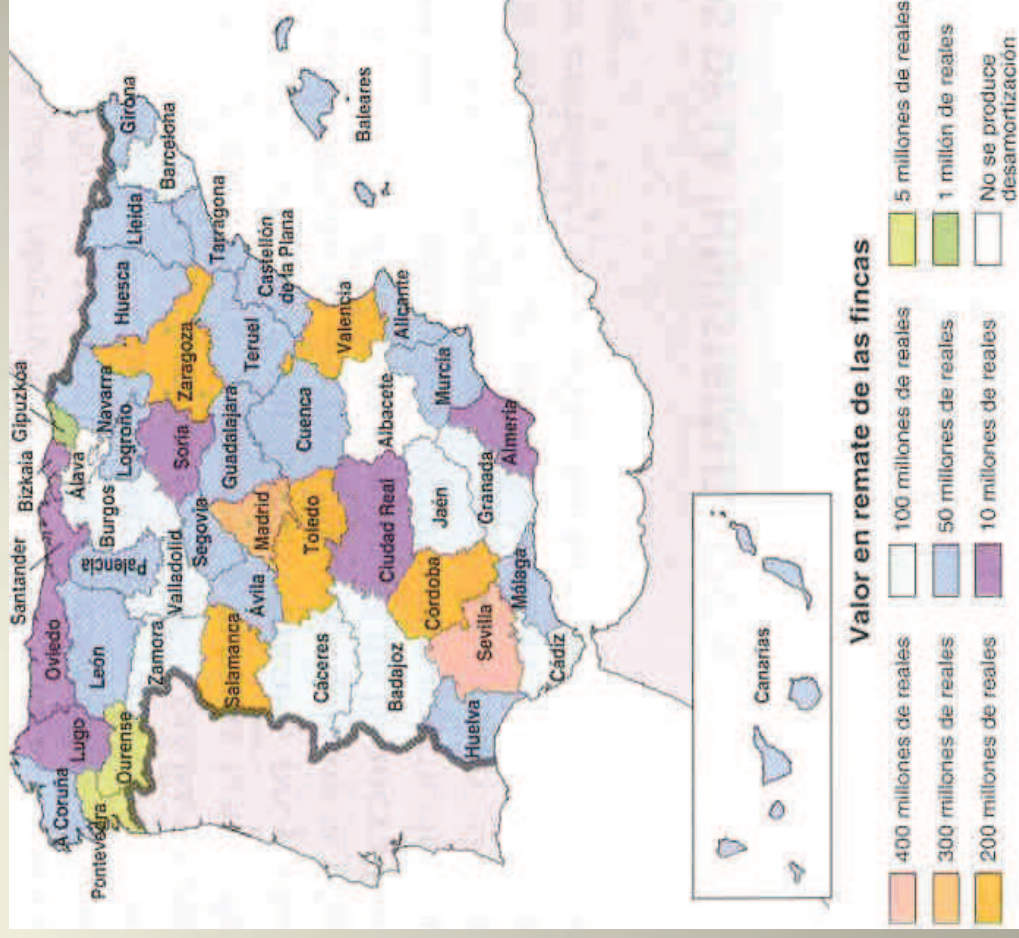 Santander
Bizkaia
Gipuzkoa
A Coruña
Lugo
Oviedo
Pontevedra
Ourense
León
Palencia
Burgos
Álava
Navarra
Logroño
Huesca
Lleida
Girona
Barcelona
Zamora
Valladolid
Soria
Zaragoza
Tarragona
Salamanca
Ávila
Segovia
Madrid
Guadalajara
Teruel
Castellón
de la Plana
Cáceres
Toledo
Cuenca
Valencia
Baleares
Badajoz
Ciudad Real
Albacete
Alicante
Huelva
Sevilla
Córdoba
Jaén
Murcia
Cádiz
Málaga
Granada
Almería
Canarias
Valor en remate de las fincas
400 millones de reales
300 millones de reales
200 millones de reales
100 millones de reales
50 millones de reales
10 millones de reales
5 millones de reales
1 millón de reales
No se produce
desamortización